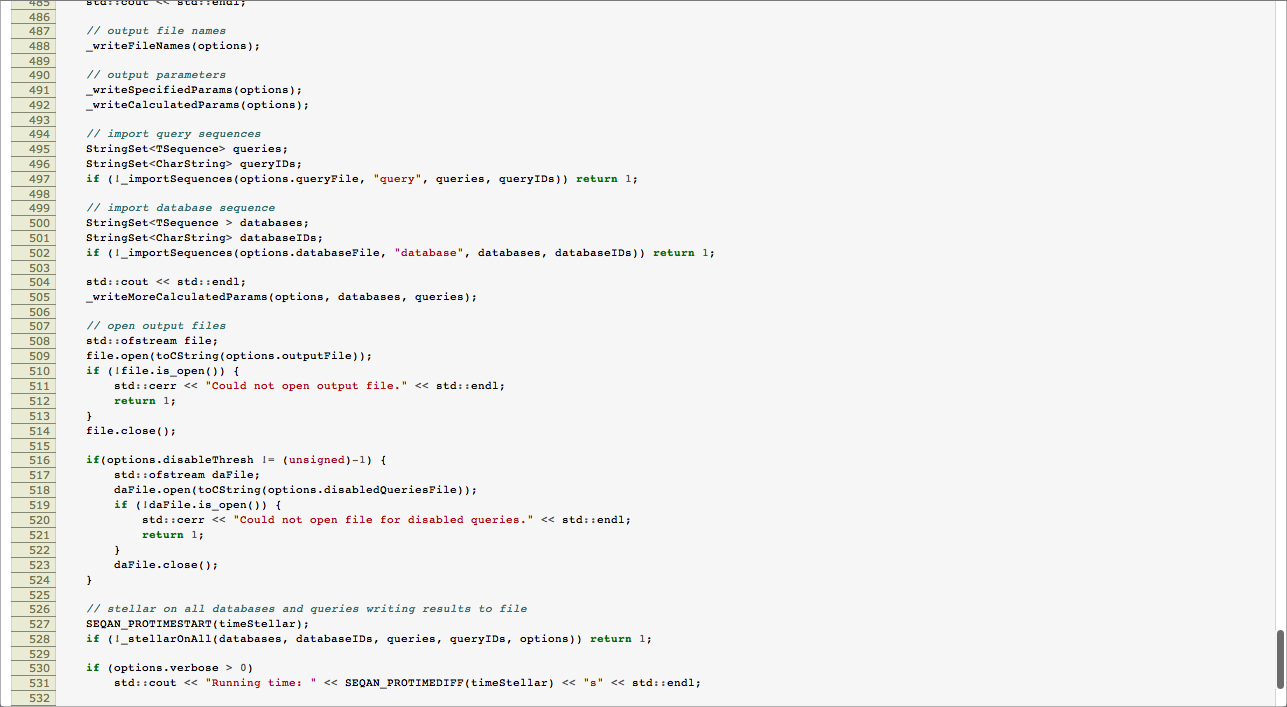 485 std::cout << std::endl;
486
487 // output file names
488 _writeFileNames(options);
489
490 // output parameters
491 _writeSpecifiedParams(options);
492 _writeCalculatedParams(options);
493
494 // import query sequences
495 StringSet<TSequence> queries;
496 StringSet<CharString> queryIDs;
497 if (!_importSequences(options.queryFile, "query", queries, queryIDs)) return 1;
498
499 // import database sequence
500 StringSet<TSequence > databases;
501 StringSet<CharString> databaseIDs;
502 if (!_importSequences(options.databaseFile, "database", databases, databaseIDs)) return 1;
503
504 std::cout << std::endl;
505 _writeMoreCalculatedParams(options, databases, queries);
506
507 // open output files
508 std::ofstream file;
509 file.open(toCString(options.outputFile));
510 if (!file.is_open()) {
511 std::cerr << "Could not open output file." << std::endl;
512 return 1;
513 }
514 file.close();
515
516 if(options.disableThresh != (unsigned)-1) {
517 std::ofstream daFile;
518 daFile.open(toCString(options.disabledQueriesFile));
519 if (!daFile.is_open()) {
520 std::cerr << "Could not open file for disabled queries." << std::endl;
521 return 1;
522 }
523 daFile.close();
524 }
525
526 // stellar on all databases and queries writing results to file
527 SEQAN_PROTIMESTART(timeStellar);
528 if (!_stellarOnAll(databases, databaseIDs, queries, queryIDs, options)) return 1;
529
530 if (options.verbose > 0)
531 std::cout << "Running time: " << SEQAN_PROTIMEDIFF(timeStellar) << "s" << std::endl;
532